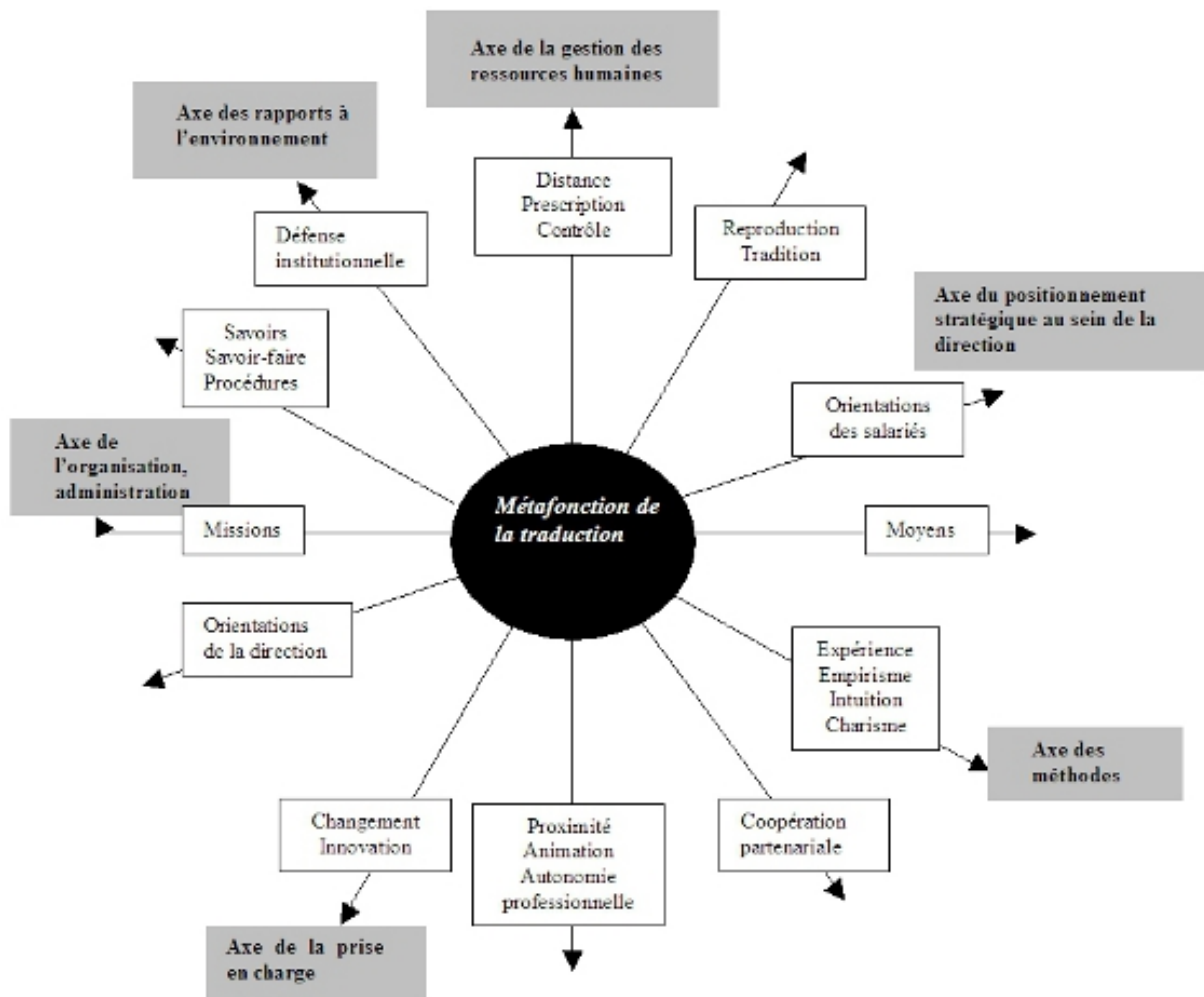 Axe de la gestion des
ressources humaines
Axe des rapports à
l'environnement
Distance
Prescription
Contrôle
Reproduction
Tradition
Défense
institutionnelle
Axe du positionnement
stratégique au sein de la
direction
Savoirs
Savoir-faire
Procédures
Orientations
des salariés
Axe de
l'organisation,
administration
Métafonction de
la traduction
Missions
Moyens
Orientations
de la direction
Expérience
Empirisme
Intuition
Charisme
Axe des
méthodes
Changement
Innovation
Proximité
Animation
Autonomie
professionnelle
Coopération
partenariale
Axe de la prise
en charge